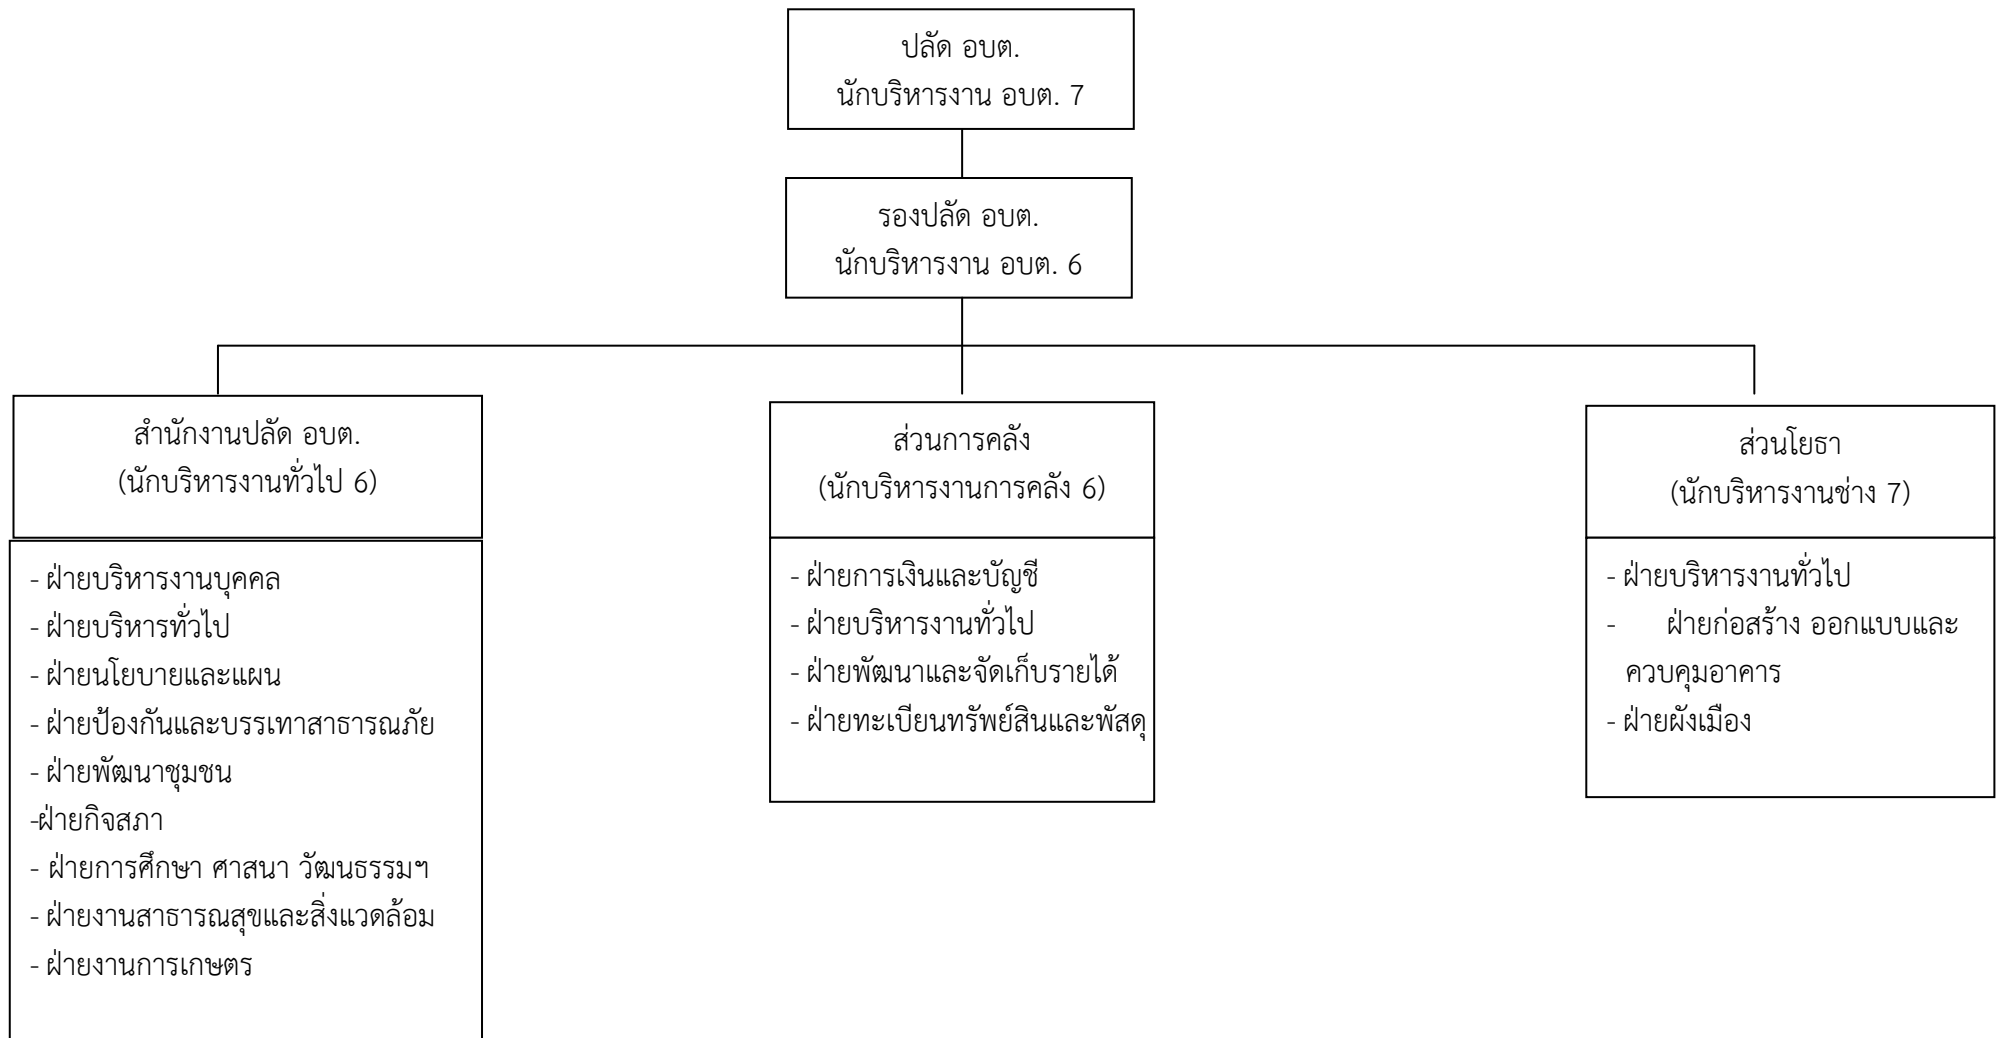 ปลัด อบต.
นักบริหารงาน อบต. 7
รองปลัด อบต.
นักบริหารงาน อบต. 6
สำนักงานปลัด อบต.
(นักบริหารงานทั่วไป 6)
- ฝ่ายบริหารงานบุคคล
- ฝ่ายบริหารทั่วไป
- ฝ่ายนโยบายและแผน
- ฝ่ายป้องกันและบรรเทาสาธารณภัย
- ฝ่ายพัฒนาชุมชน
-ฝ่ายกิจสภา
- ฝ่ายการศึกษา ศาสนา วัฒนธรรมฯ
- ฝ่ายงานสาธารณสุขและสิ่งแวดล้อม
- ฝ่ายงานการเกษตร
ส่วนการคลัง
(นักบริหารงานการคลัง 6)
- ฝ่ายการเงินและบัญชี
- ฝ่ายบริหารงานทั่วไป
- ฝ่ายพัฒนาและจัดเก็บรายได้
- ฝ่ายทะเบียนทรัพย์สินและพัสดุ
ส่วนโยธา
(นักบริหารงานช่าง 7)
- ฝ่ายบริหารงานทั่วไป
- ฝ่ายก่อสร้าง ออกแบบและ
ควบคุมอาคาร
- ฝ่ายผังเมือง